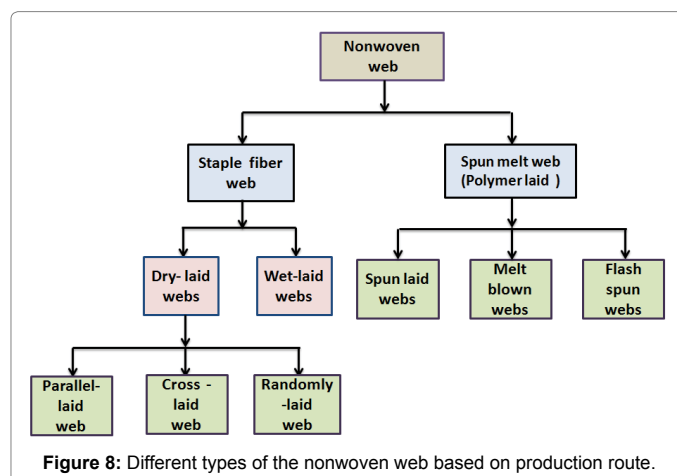 Nonwoven
web
Staple fiber
web
Spun melt web
(Polymer laid )
Dry- laid
webs
Wet-laid
webs
Spun laid
webs
Melt
blown
webs
Flash
spun
webs
Parallel-
laid
web
Cross -
laid
web
Randomly
-laid
web
Figure 8: Different types of the nonwoven web based on production route.